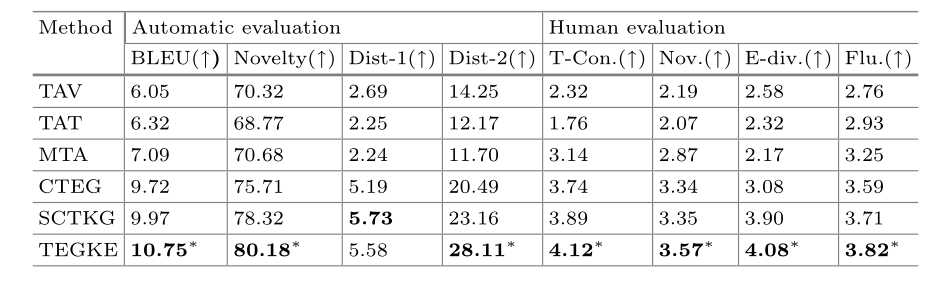 Method Automatic evaluation Human evaluation
BLEU(↑) Novelty(↑) Dist-1(↑) Dist-2(↑) T-Con.(↑) Nov.(↑) E-div.(↑) Flu.(↑)
TAV 6.05 70.32 2.69 14.25 2.32 2.19 2.58 2.76
TAT 6.32 68.77 2.25 12.17 1.76 2.07 2.32 2.93
MTA 7.09 70.68 2.24 11.70 3.14 2.87 2.17 3.25
CTEG 9.72 75.71 5.19 20.49 3.74 3.34 3.08 3.59
SCTKG 9.97 78.32 5.73 23.16 3.89 3.35 3.90 3.71
TEGKE 10.75* 80.18* 5.58 28.11* 4.12* 3.57* 4.08* 3.82*